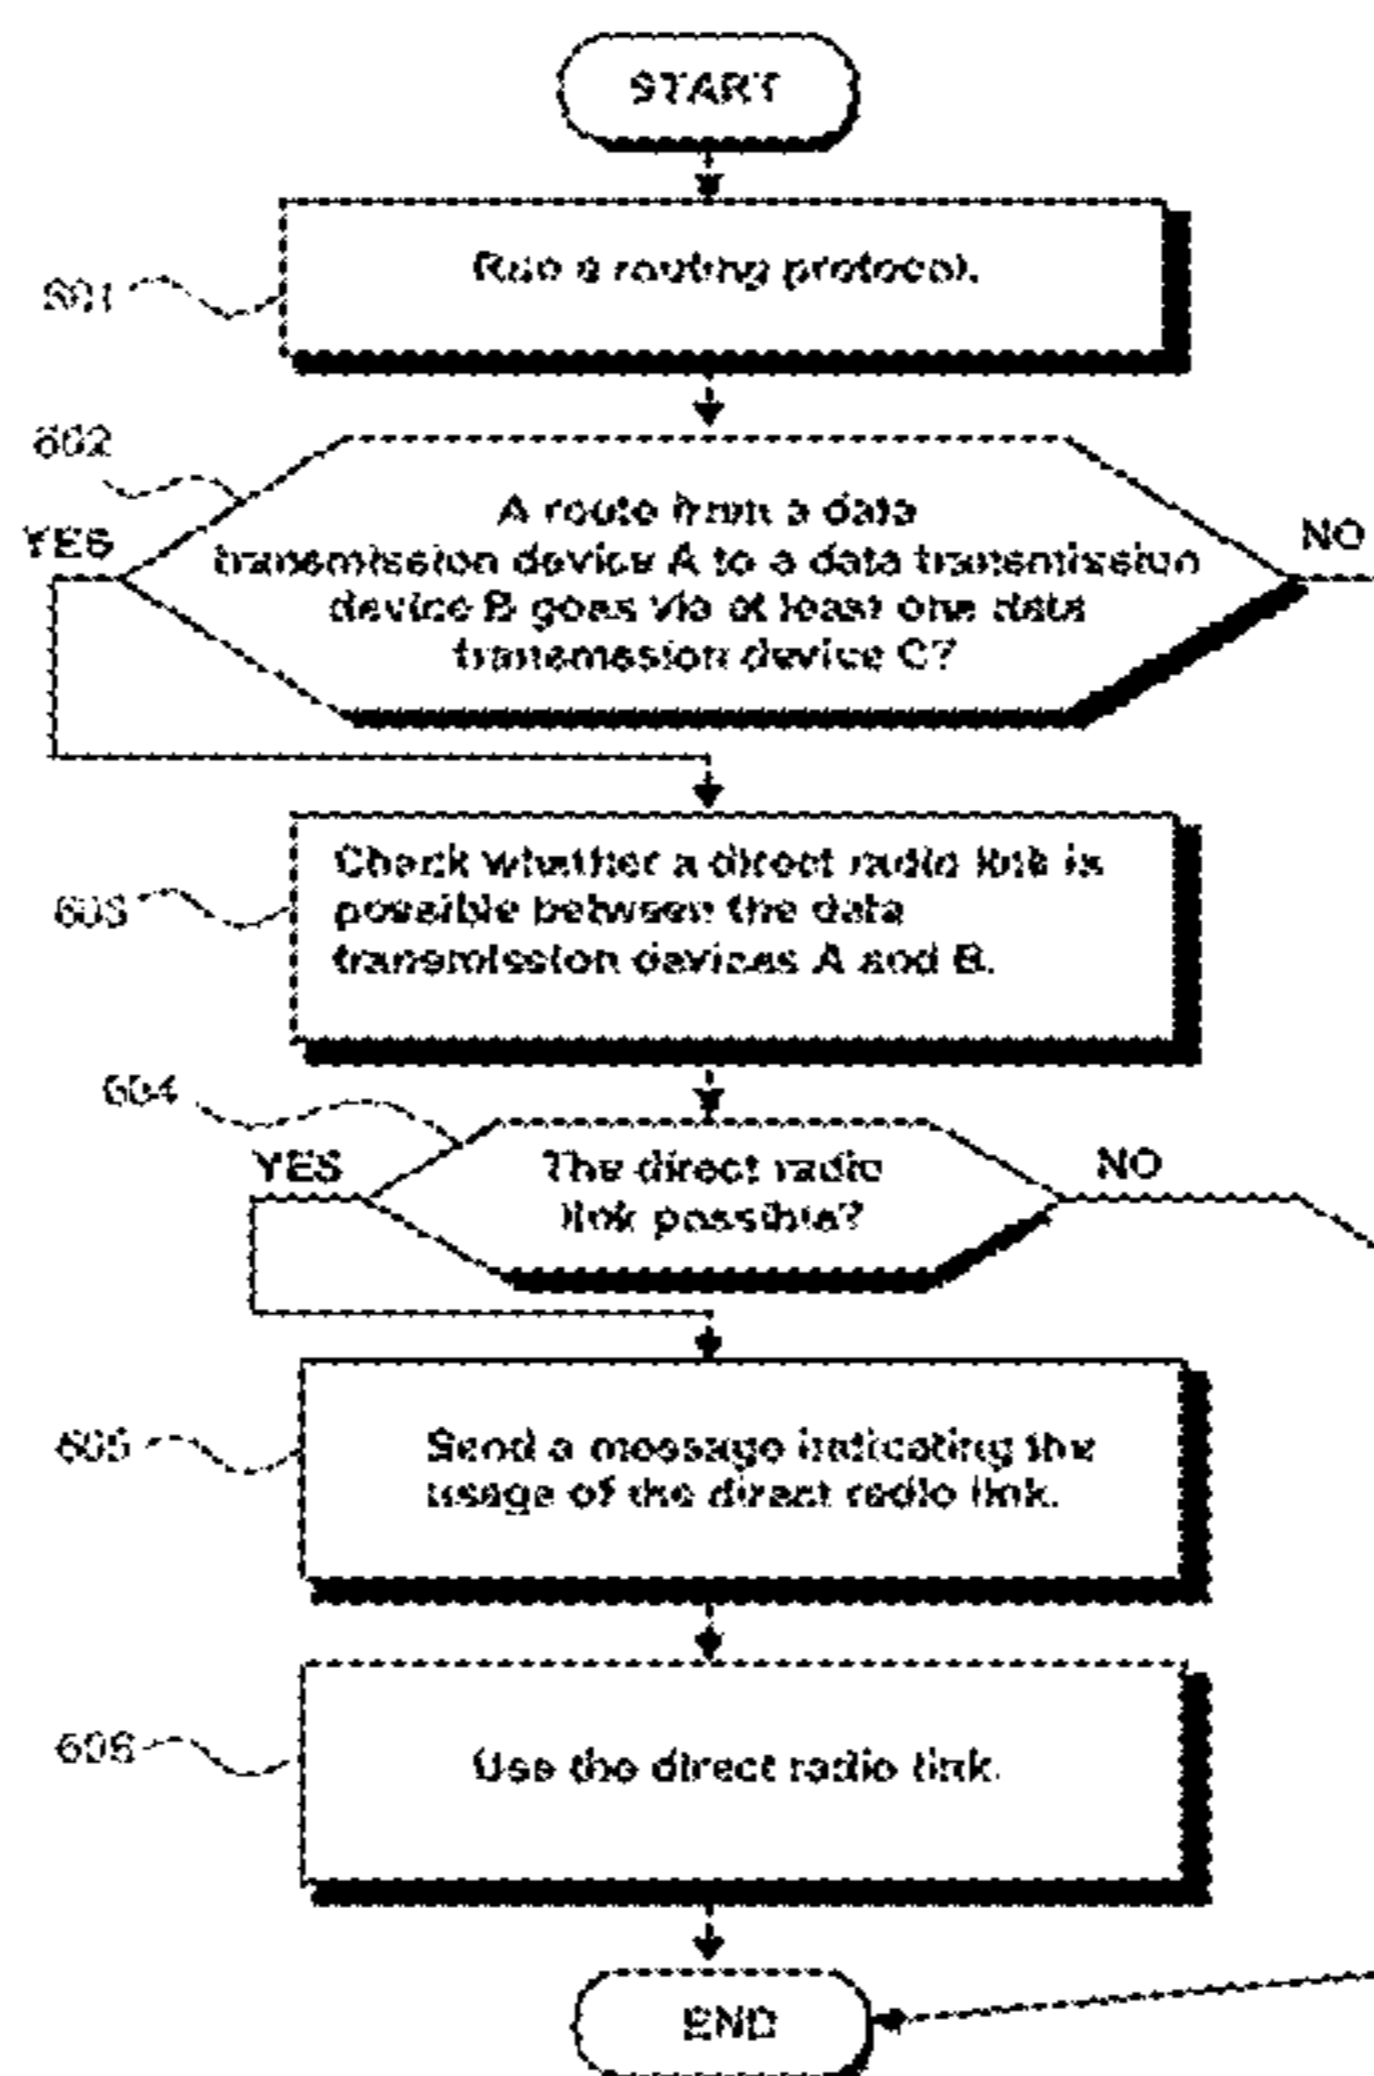 START
Run a routing protocol.
601
602
YES
NO
A route from a data
transmission device A to a data transmission
device B goes via at least one data
transmession device C?
Check whether a direct radio link is
possible between the data
transmission devices A and B.
603
604
YES
NO
The direct radio
link possible?
605
Send a message indicating the
usage of the direct radio link.
606
Use the direct radio link.
END